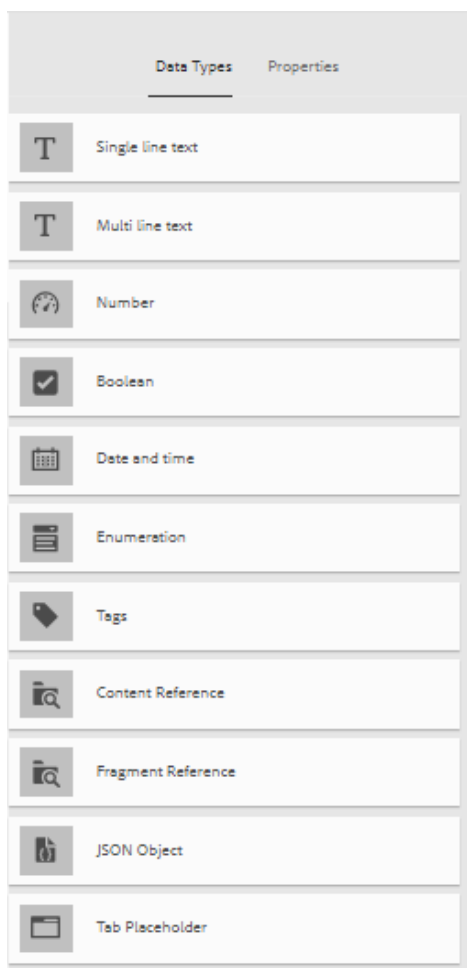 Data Types Properties
Single line text
Multi line text
Number
Boolean
Date and time
Enumeration
Tags
Content Reference
Fragment Reference
JSON Object
Tab Placeholder